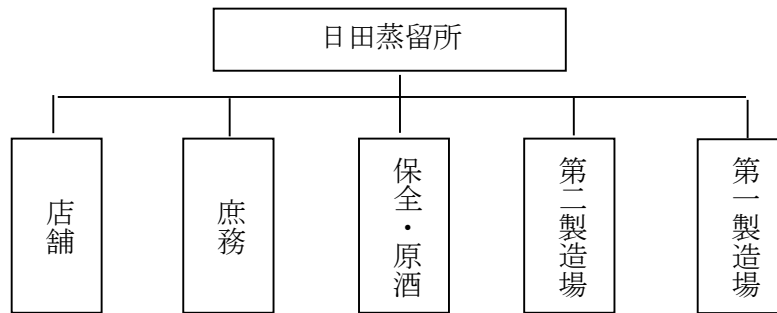 日田蒸留所
店舗
庶務
保全・原酒
第二製造場
第一製造場